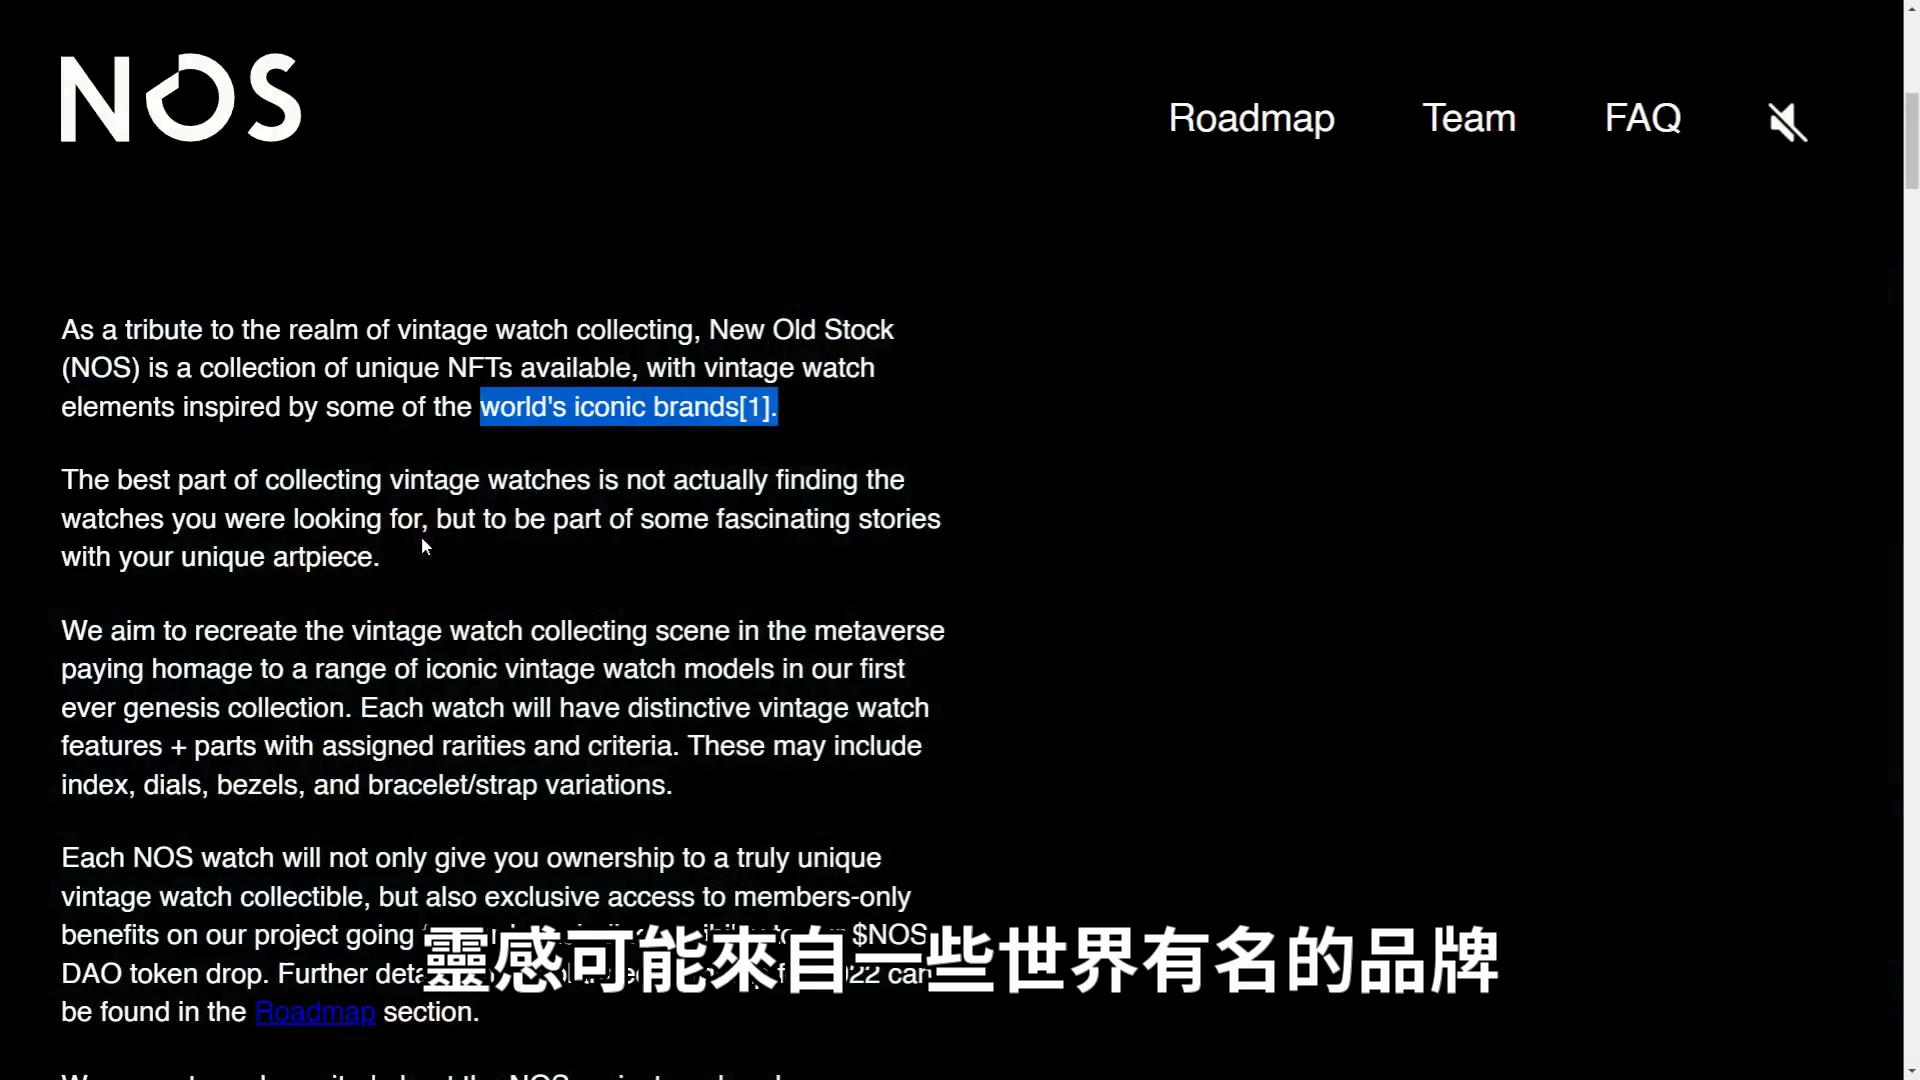 NOS
Roadmap Team FAQ
As a tribute to the realm of vintage watch collecting, New Old Stock
(NOS) is a collection of unique NFTs available, with vintage watch
elements inspired by some of the world's iconic brands[1].
The best part of collecting vintage watches is not actually finding the
watches you were looking for, but to be part of some fascinating stories
with your unique artpiece.
We aim to recreate the vintage watch collecting scene in the metaverse
paying homage to a range of iconic vintage watch models in our first
ever genesis collection. Each watch will have distinctive vintage watch
features + parts with assigned rarities and criteria. These may include
index, dials, bezels, and bracelet/strap variations.
Each NOS watch will not only give you ownership to a truly unique
vintage watch collectible, but also exclusive access to members-only
benefits on our project going $NOS
DAO token drop. Further can
be found in the Roadmap section.
靈感可能來自一些世界有名的品牌